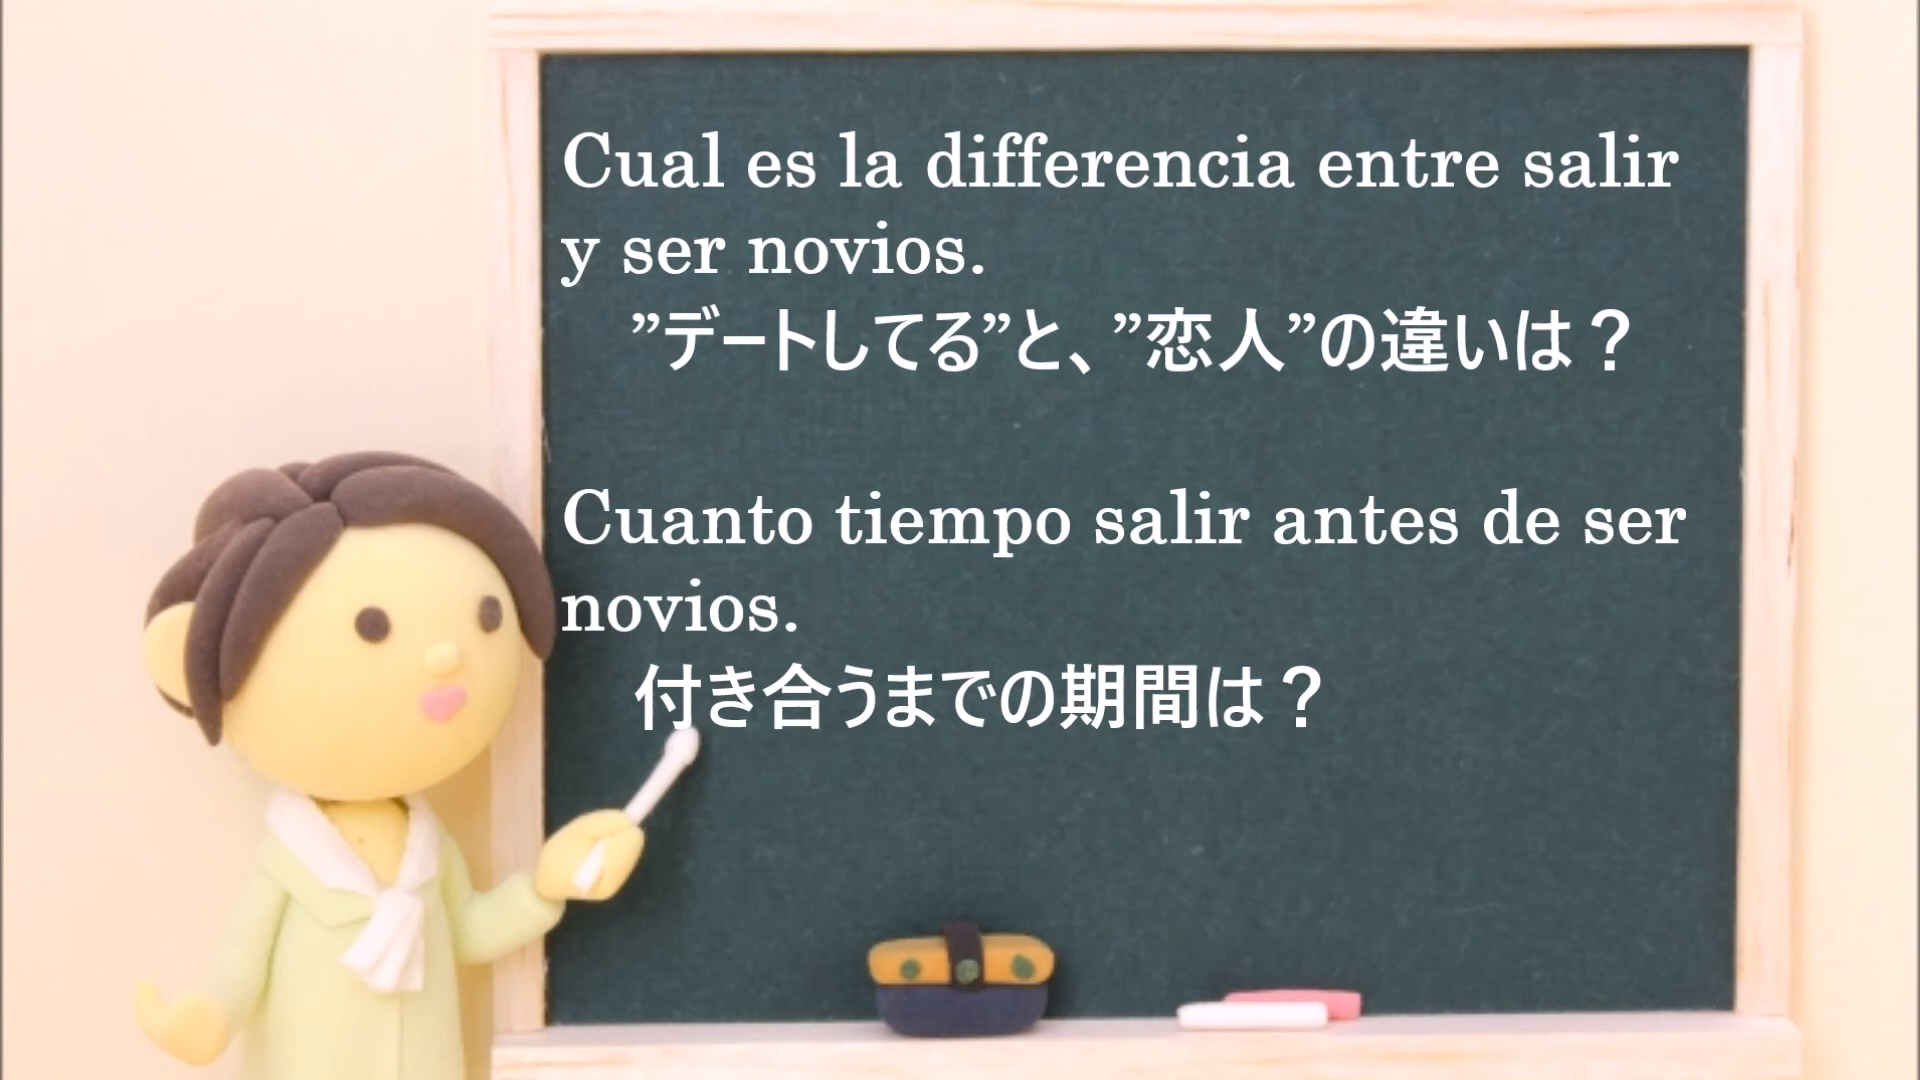 Cual es la differencia entre salir
y ser novios.
”デートしてる”と、”恋人”の違いは？
Cuanto tiempo salir antes de ser
novios.
付き合うまでの期間は？